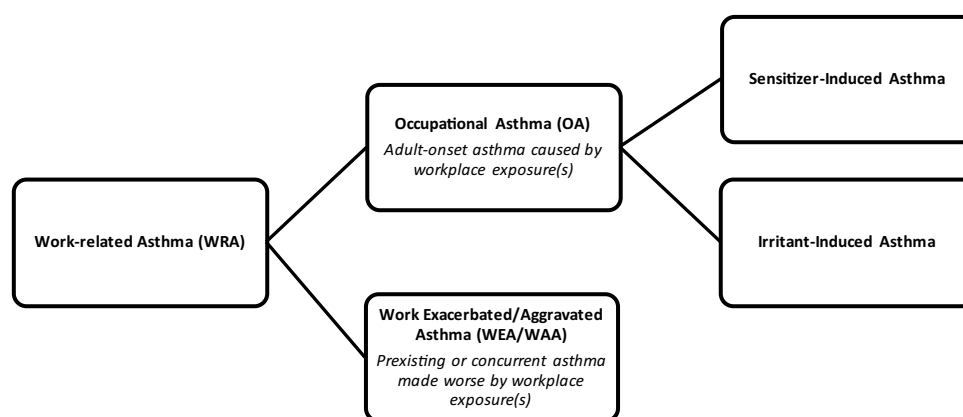 Work-related Asthma (WRA)
Occupational Asthma (OA)
Adult-onset asthma caused by
workplace exposure(s)
Work Exacerbated/Aggravated
Asthma (WEA/WAA)
Prexisting or concurrent asthma
made worse by workplace
exposure(s)
Sensitizer-Induced Asthma
Irritant-Induced Asthma